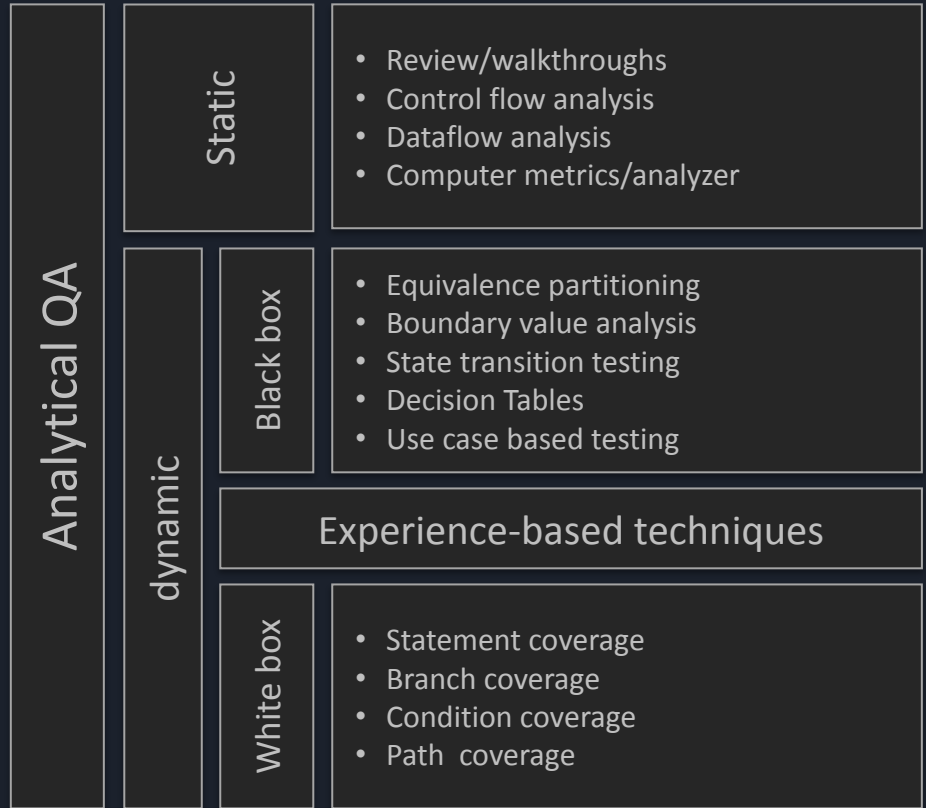 Analytical QA
Static
• Review/walkthroughs
• Control flow analysis
• Dataflow analysis
• Computer metrics/analyzer
dynamic
Black box
• Equivalence partitioning
• Boundary value analysis
• State transition testing
• Decision Tables
• Use case based testing
Experience-based techniques
White box
• Statement coverage
• Branch coverage
• Condition coverage
• Path  coverage